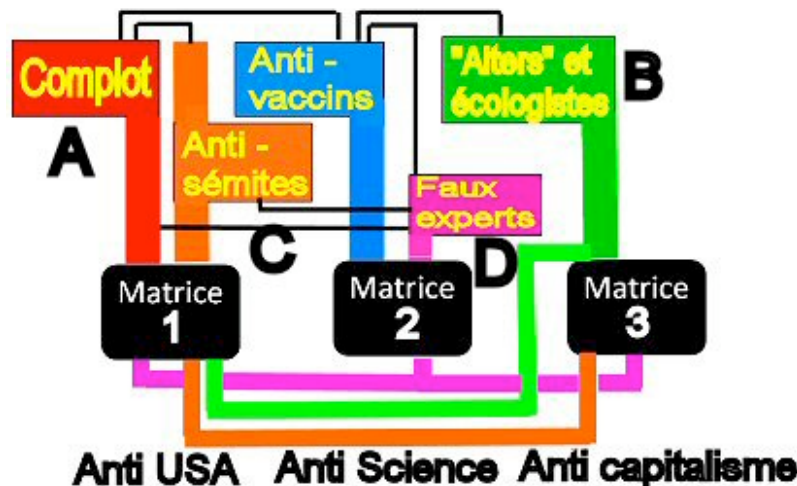 Complot
A
Anti -
sémites
Anti -
vaccins
"Alters" et
écologistes
B
Faux
experts
C
D
Matrice
1
Matrice
2
Matrice
3
Anti USA
Anti Science
Anti capitalisme